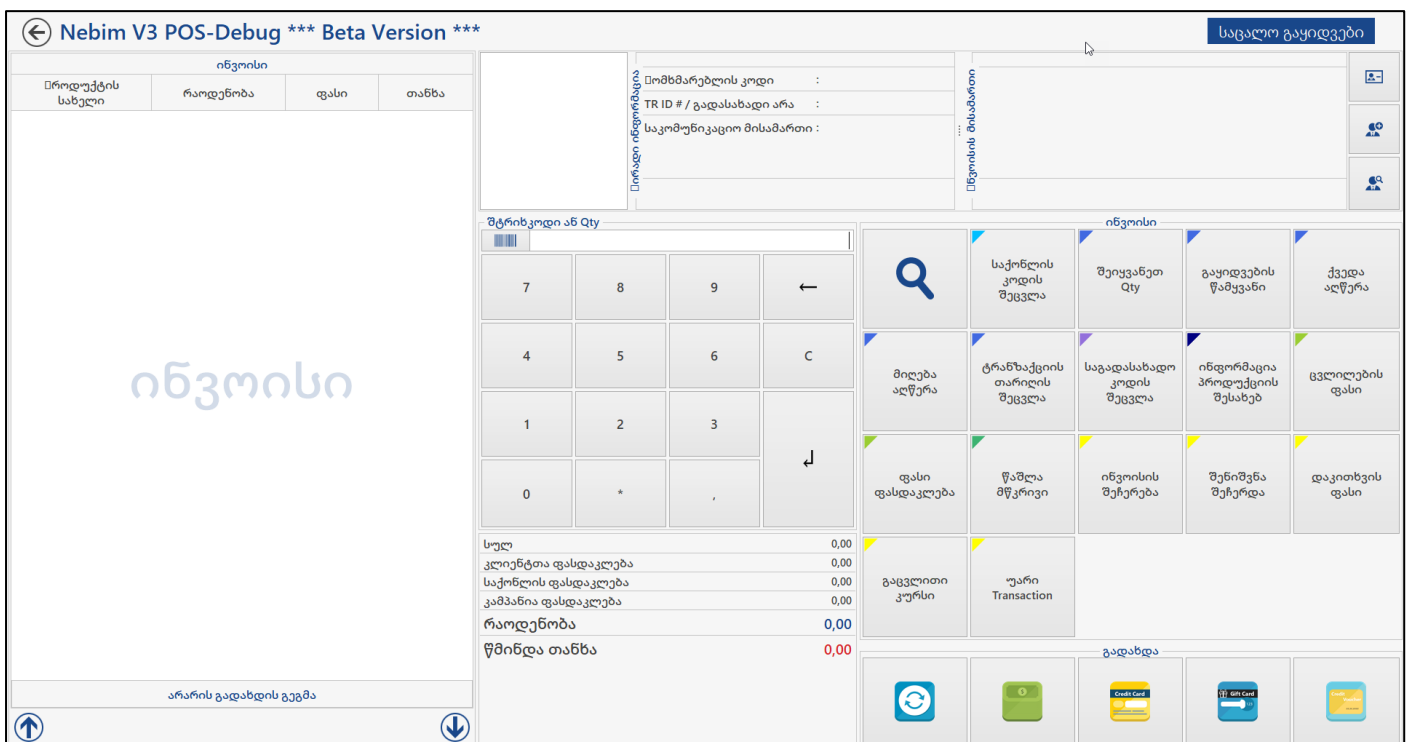 Nebim V3 POS-Debug *** Beta Version ***
საცალო გაყიდვები
ინვოისი
როდუქტის
სახელი
რაოდენობა
ფასი
თანხა
ინვოისი
არარის გადახდის გეგმა
ირადი ინფორმაცია
ომხმარებლის კოდი :
TR ID # / გადასახადი არა :
საკომუნიკაციო მისამართი :
ნვოისის მისამართი
შტრიხკოდი ან Qty
7
8
9
←
4
5
6
C
1
2
3
↲
0
*
,
სულ 0,00
კლიენტთა ფასდაკლება 0,00
საქონლის ფასდაკლება 0,00
კამპანია ფასდაკლება 0,00
რაოდენობა 0,00
წმინდა თანხა 0,00
ინვოისი
საქონლის
კოდის
შეცვლა
შეიყვანეთ
Qty
გაყიდვების
წამყვანი
ქვედა
აღწერა
მიღება
აღწერა
ტრანზაქციის
თარიღის
შეცვლა
საგადასახადო
კოდის
შეცვლა
ინფორმაცია
პროდუქციის
შესახებ
ცვლილების
ფასი
ფასი
ფასდაკლება
წაშლა
მწკრივი
ინვოისის
შეჩერება
შენიშვნა
შეჩერდა
დაკითხვის
ფასი
გაცვლითი
კურსი
უარი
Transaction
გადახდა
Credit Card
Gift Card
Credit